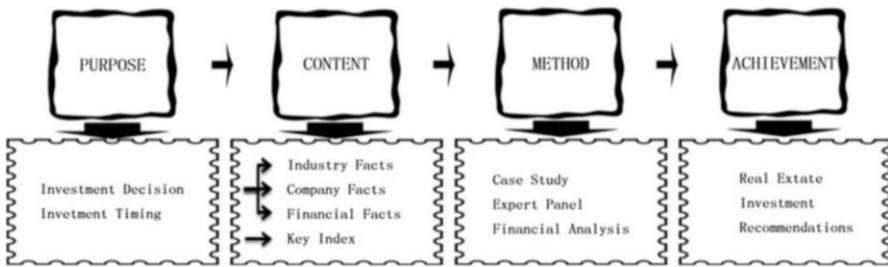 PURPOSE
CONTENT
METHOD
ACHIEVEMENT
Investment Decision
Invetment Timing
Industry Facts
Company Facts
Financial Facts
Key Index
Case Study
Expert Panel
Financial Analysis
Real Extate
Investment
Recommendations